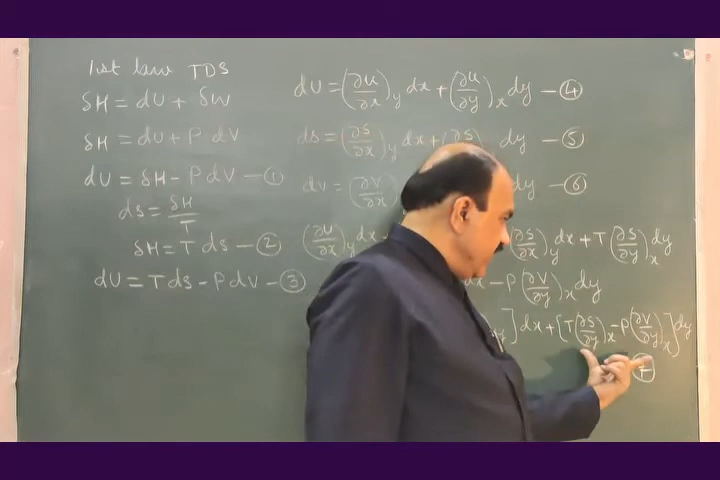 1st law TDS
δH = dU + δW
δH = dU + P dV
dU = δH - P dV - ①
ds = δH/T
δH = T ds - ②
dU = T ds - P dV - ③
dU = (∂U/∂x)_y dx + (∂U/∂y)_x dy - ④
ds = (∂S/∂x)_y dx + (∂S dy - ⑤
dV = (∂V/∂x) dy - ⑥
(∂U/∂x)_y dx (∂S/∂x)_y dx + T(∂S/∂y)_x dy
dx - P(∂V/∂y)_x dy
] dx + [T(∂S/∂y)_x - P(∂V/∂y)_x] dy